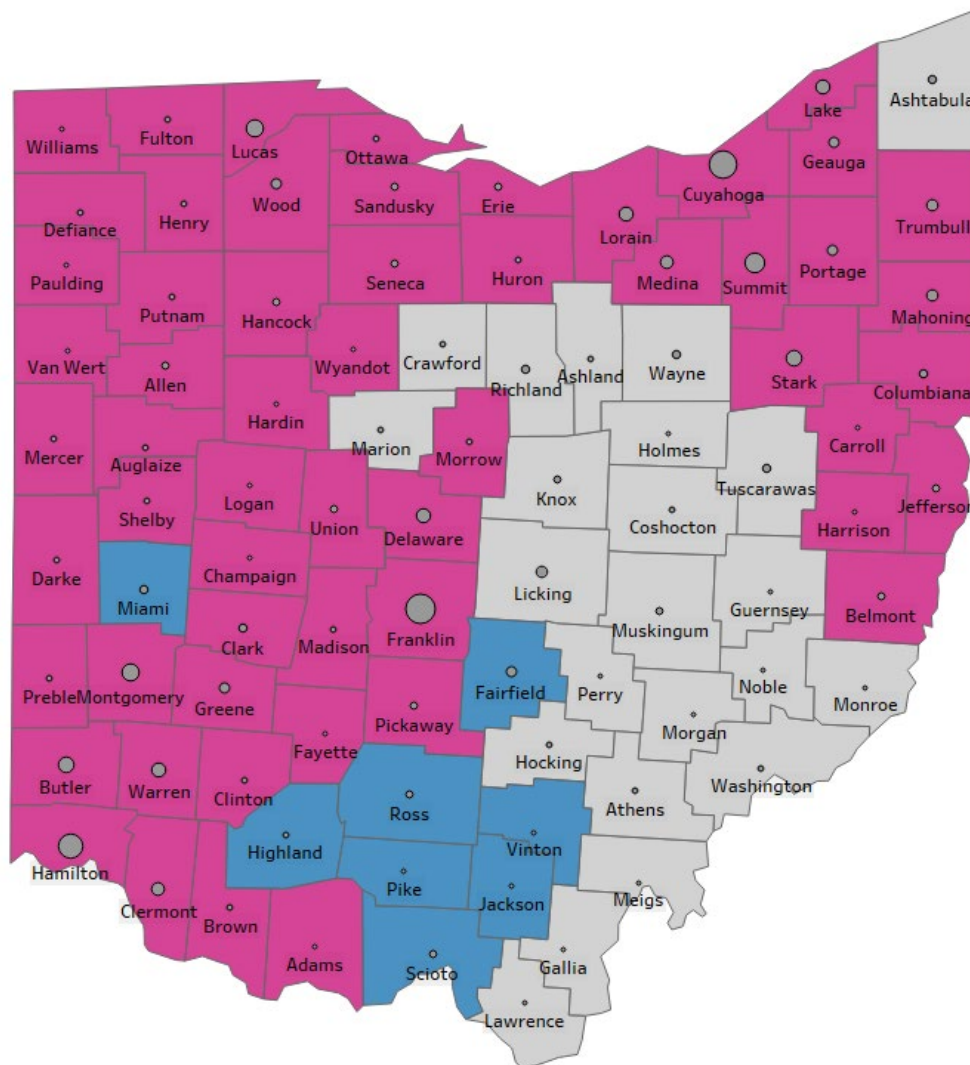 Ashtabula
Lake
Williams
Fulton
Lucas
Ottawa
Geauga
Cuyahoga
Defiance
Henry
Wood
Sandusky
Erie
Lorain
Trumbull
Paulding
Seneca
Huron
Medina
Summit
Portage
Putnam
Hancock
Mahoning
Van Wert
Allen
Wyandot
Crawford
Richland
Ashland
Wayne
Stark
Columbiana
Hardin
Mercer
Auglaize
Marion
Morrow
Holmes
Carroll
Logan
Knox
Tuscarawas
Shelby
Union
Delaware
Coshocton
Harrison
Jefferson
Darke
Miami
Champaign
Licking
Guernsey
Belmont
Clark
Madison
Franklin
Muskingum
Preble
Montgomery
Greene
Pickaway
Fairfield
Perry
Noble
Monroe
Fayette
Morgan
Butler
Warren
Clinton
Hocking
Washington
Ross
Athens
Hamilton
Highland
Vinton
Clermont
Brown
Pike
Jackson
Meigs
Adams
Scioto
Gallia
Lawrence